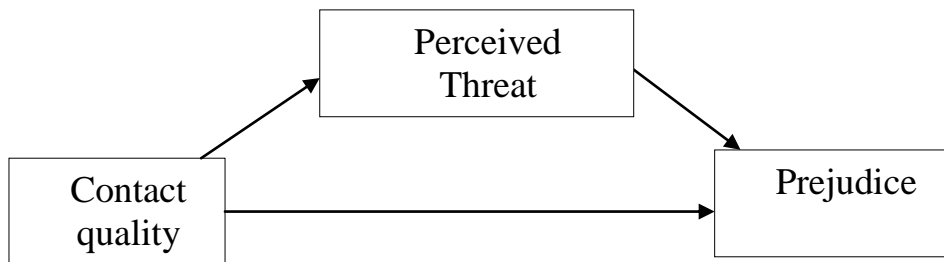 Perceived
Threat
Contact
quality
Prejudice